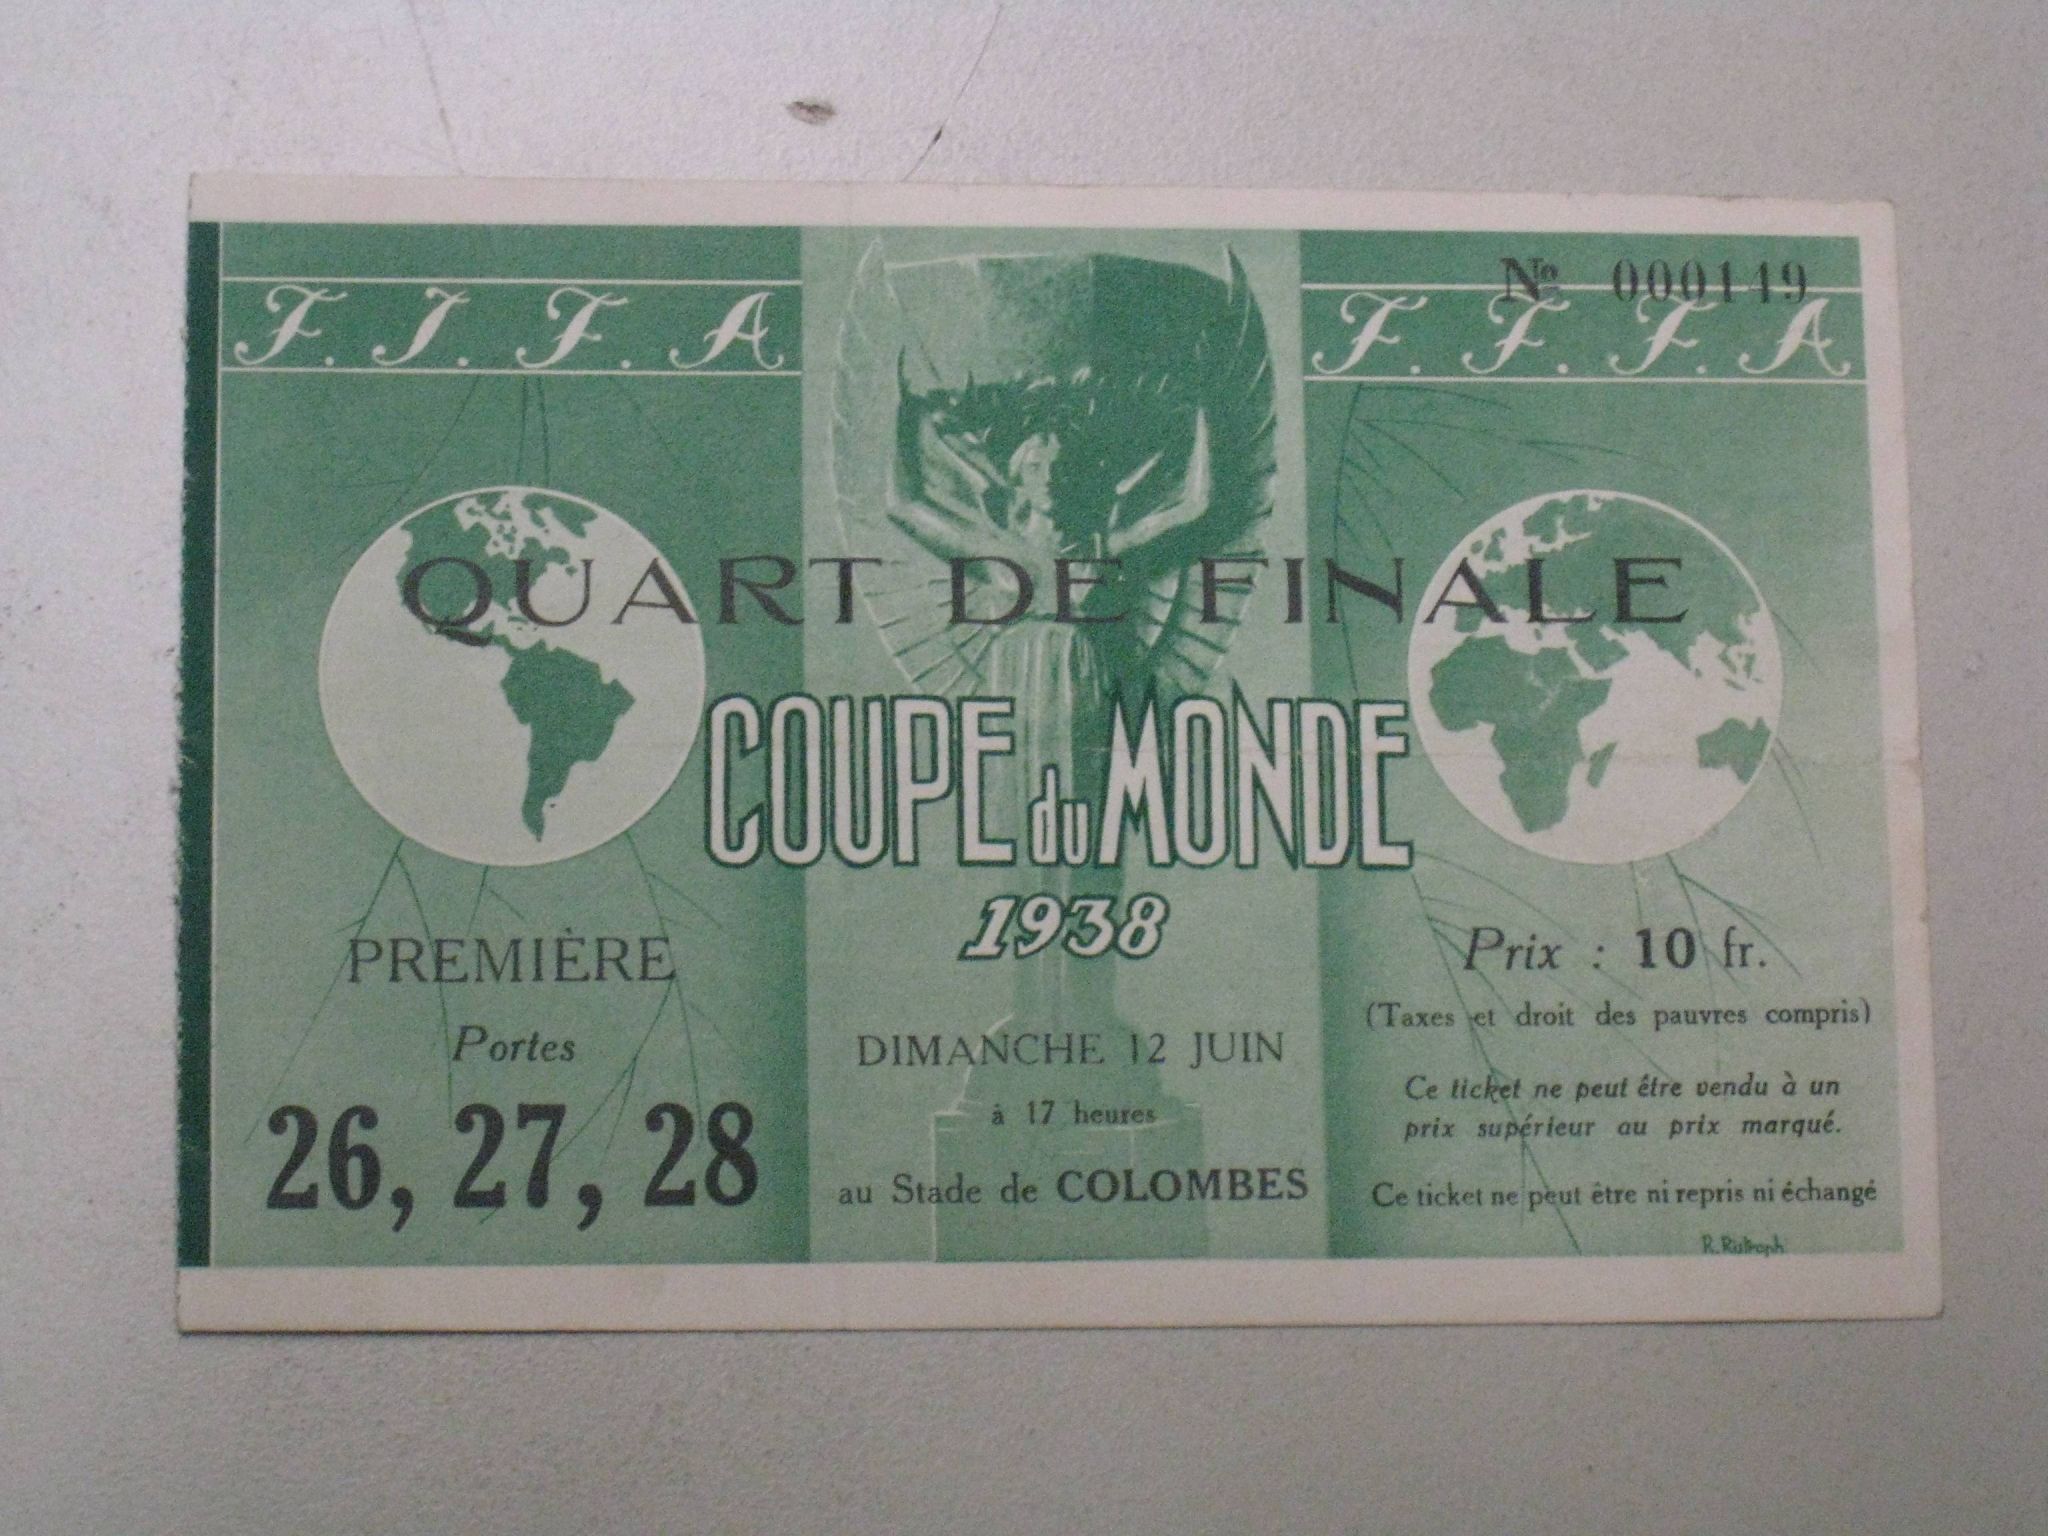 Nº 000149
F. I. F. A
F. F. F. A
QUART DE FINALE
COUPE du MONDE
1938
PREMIÈRE
Portes
26, 27, 28
DIMANCHE 12 JUIN
à 17 heures
au Stade de COLOMBES
Prix : 10 fr.
(Taxes et droit des pauvres compris)
Ce ticket ne peut être vendu à un
prix supérieur au prix marqué.
Ce ticket ne peut être ni repris ni échangé